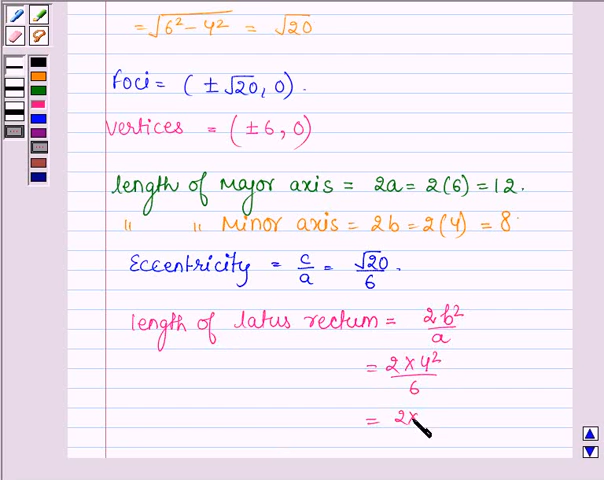 = √6² − 4² = √20
Foci = (±√20, 0).
Vertices = (±6, 0)
length of Major axis = 2a = 2(6) = 12.
" " Minor axis = 2b = 2(4) = 8.
Eccentricity = c/a = √20/6.
length of latus rectum = 2b²/a
= 2×4²/6
= 2×